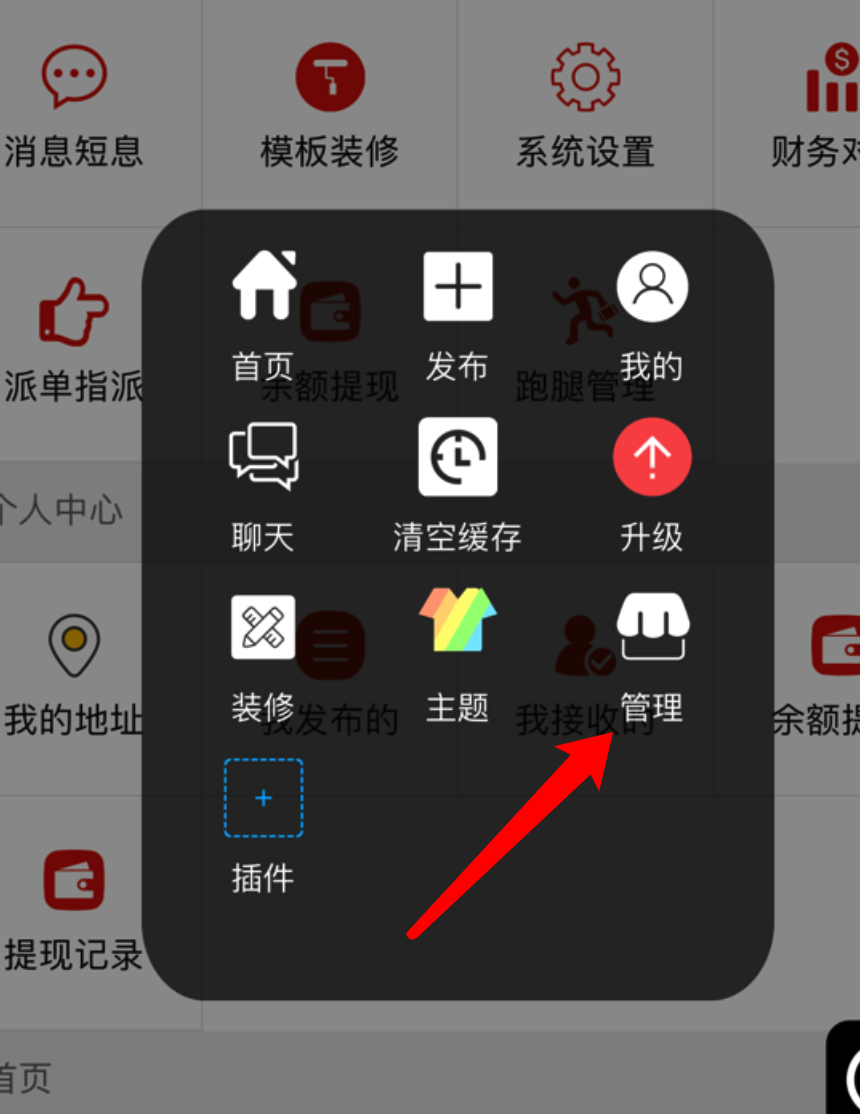 消息短息
模板装修
系统设置
财务对
派单指派
余额提现
跑腿管理
首页
发布
我的
聊天
清空缓存
升级
个人中心
装修
主题
管理
我的地址
我发布的
我接收的
余额提
插件
提现记录
首页